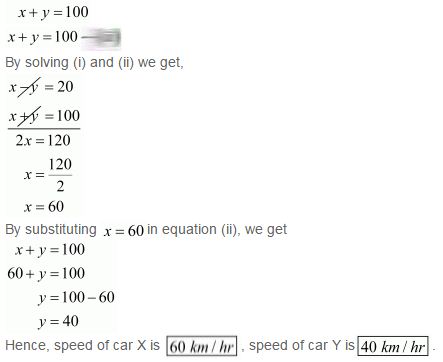 x + y = 100
x + y = 100 —
By solving (i) and (ii) we get,
x − y = 20
x + y = 100
2x = 120
x = 120/2
x = 60
By substituting x = 60 in equation (ii), we get
x + y = 100
60 + y = 100
y = 100 − 60
y = 40
Hence, speed of car X is 60 km / hr , speed of car Y is 40 km / hr .